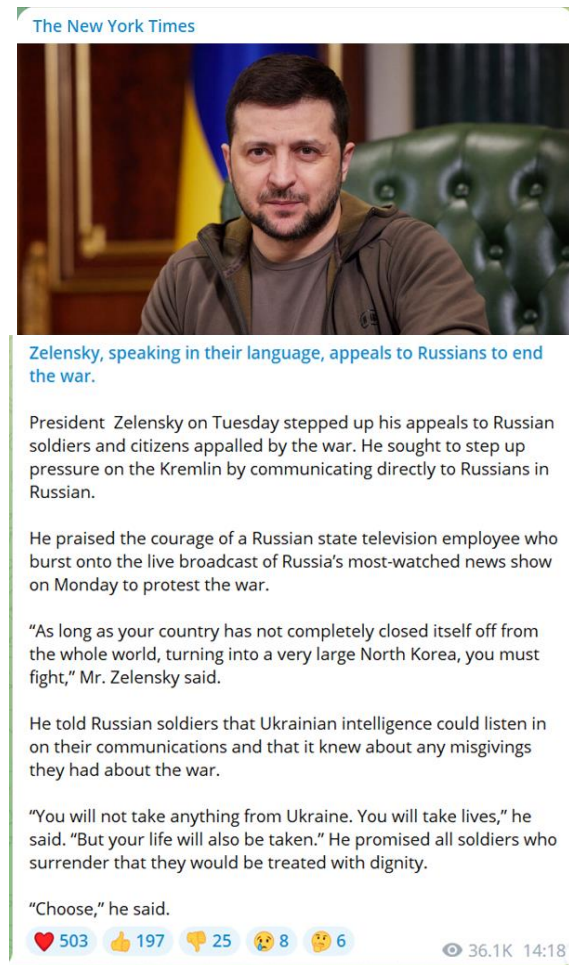 The New York Times
Zelensky, speaking in their language, appeals to Russians to end
the war.
President Zelensky on Tuesday stepped up his appeals to Russian
soldiers and citizens appalled by the war. He sought to step up
pressure on the Kremlin by communicating directly to Russians in
Russian.
He praised the courage of a Russian state television employee who
burst onto the live broadcast of Russia’s most-watched news show
on Monday to protest the war.
“As long as your country has not completely closed itself off from
the whole world, turning into a very large North Korea, you must
fight,” Mr. Zelensky said.
He told Russian soldiers that Ukrainian intelligence could listen in
on their communications and that it knew about any misgivings
they had about the war.
“You will not take anything from Ukraine. You will take lives,” he
said. “But your life will also be taken.” He promised all soldiers who
surrender that they would be treated with dignity.
“Choose,” he said.
❤️ 503 👍 197 👎 25 😢 8 🤔 6
36.1K 14:18